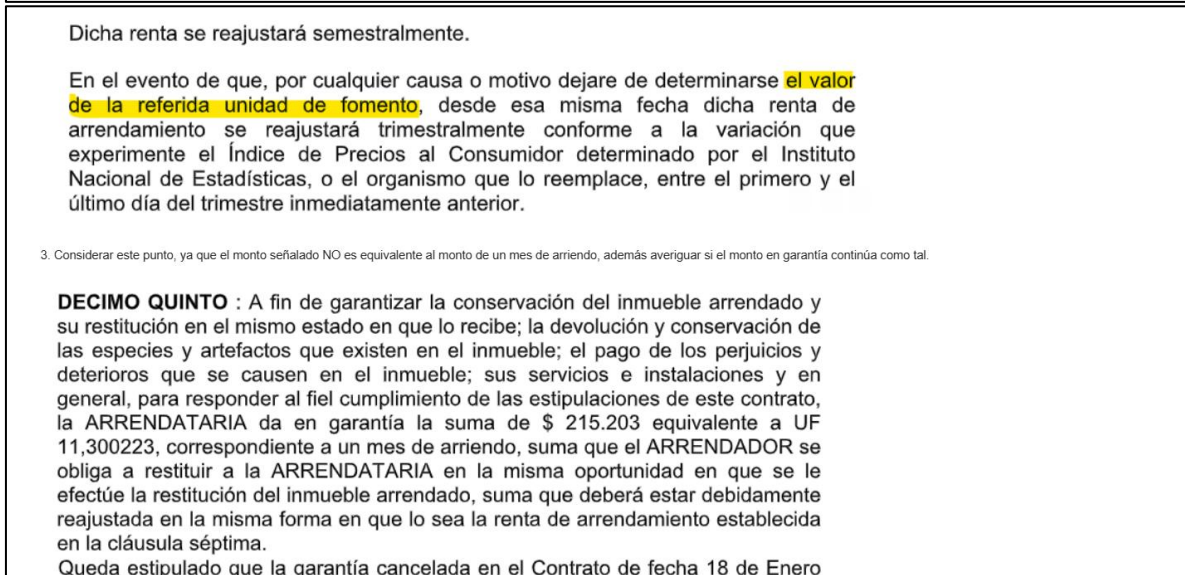 Dicha renta se reajustará semestralmente.
En el evento de que, por cualquier causa o motivo dejare de determinarse el valor
de la referida unidad de fomento, desde esa misma fecha dicha renta de
arrendamiento se reajustará trimestralmente conforme a la variación que
experimente el Índice de Precios al Consumidor determinado por el Instituto
Nacional de Estadísticas, o el organismo que lo reemplace, entre el primero y el
último día del trimestre inmediatamente anterior.
3. Considerar este punto, ya que el monto señalado NO es equivalente al monto de un mes de arriendo, además averiguar si el monto en garantía continúa como tal.
DECIMO QUINTO : A fin de garantizar la conservación del inmueble arrendado y
su restitución en el mismo estado en que lo recibe; la devolución y conservación de
las especies y artefactos que existen en el inmueble; el pago de los perjuicios y
deterioros que se causen en el inmueble; sus servicios e instalaciones y en
general, para responder al fiel cumplimiento de las estipulaciones de este contrato,
la ARRENDATARIA da en garantía la suma de $ 215.203 equivalente a UF
11,300223, correspondiente a un mes de arriendo, suma que el ARRENDADOR se
obliga a restituir a la ARRENDATARIA en la misma oportunidad en que se le
efectúe la restitución del inmueble arrendado, suma que deberá estar debidamente
reajustada en la misma forma en que lo sea la renta de arrendamiento establecida
en la cláusula séptima.
Queda estipulado que la garantía cancelada en el Contrato de fecha 18 de Enero